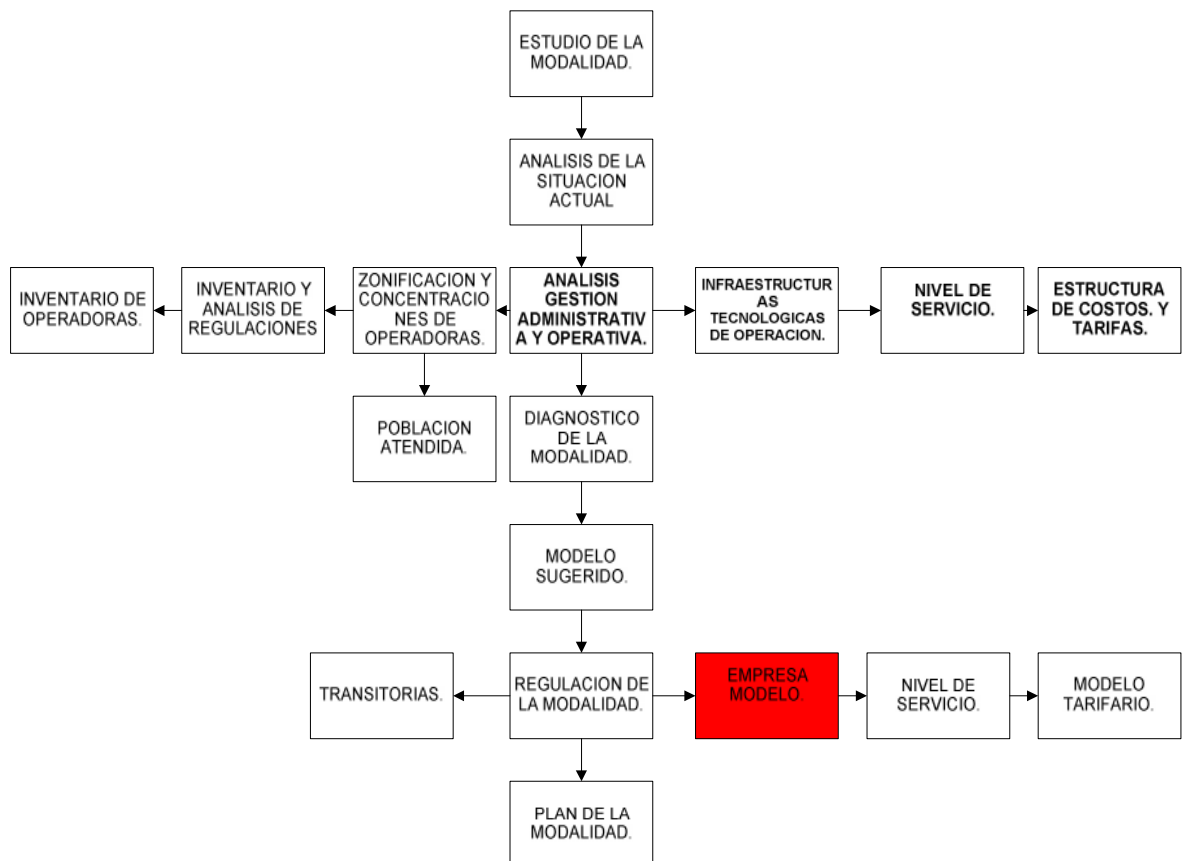 ESTUDIO DE LA
MODALIDAD.
ANALISIS DE LA
SITUACION
ACTUAL
INVENTARIO DE
OPERADORAS.
INVENTARIO Y
ANALISIS DE
REGULACIONES
ZONIFICACION Y
CONCENTRACIO
NES DE
OPERADORAS.
ANALISIS
GESTION
ADMINISTRATIV
A Y OPERATIVA.
INFRAESTRUCTUR
AS
TECNOLOGICAS
DE OPERACION.
NIVEL DE
SERVICIO.
ESTRUCTURA
DE COSTOS. Y
TARIFAS.
POBLACION
ATENDIDA.
DIAGNOSTICO
DE LA
MODALIDAD.
MODELO
SUGERIDO.
TRANSITORIAS.
REGULACION DE
LA MODALIDAD.
EMPRESA
MODELO.
NIVEL DE
SERVICIO.
MODELO
TARIFARIO.
PLAN DE LA
MODALIDAD.